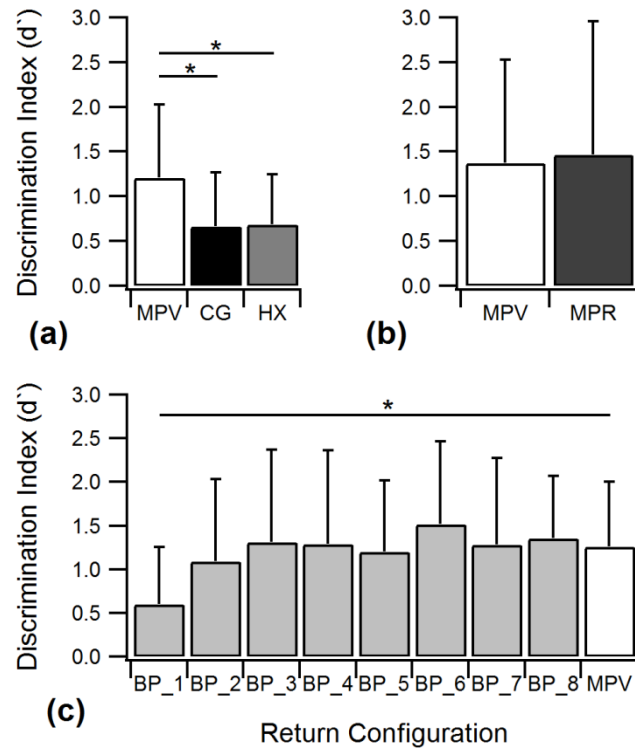 Discrimination Index (d`)
3.0
2.5
2.0
1.5
1.0
0.5
0.0
*
*
MPV CG HX
(a)
3.0
2.5
2.0
1.5
1.0
0.5
0.0
MPV MPR
(b)
Discrimination Index (d`)
3.0
2.5
2.0
1.5
1.0
0.5
0.0
*
BP_1 BP_2 BP_3 BP_4 BP_5 BP_6 BP_7 BP_8 MPV
(c)
Return Configuration